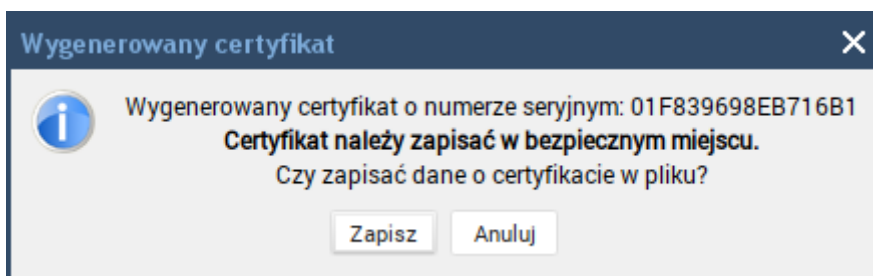 Wygenerowany certyfikat
Wygenerowany certyfikat o numerze seryjnym: 01F839698EB716B1
Certyfikat należy zapisać w bezpiecznym miejscu.
Czy zapisać dane o certyfikacie w pliku?
Zapisz Anuluj